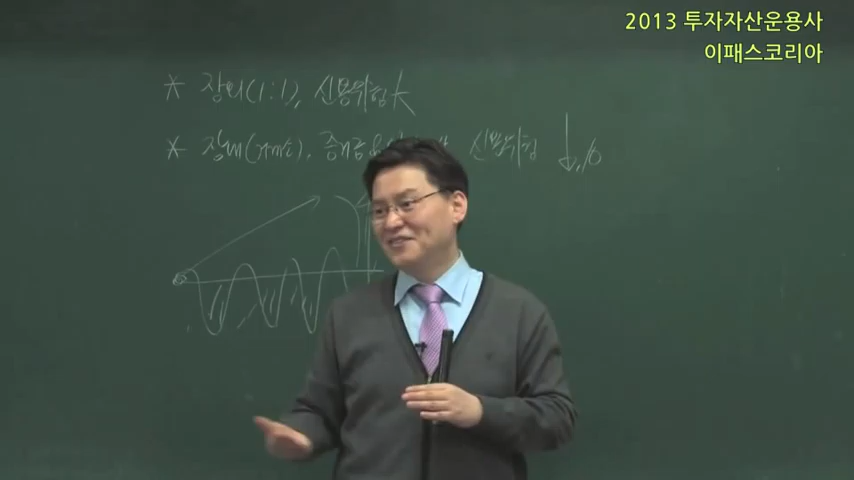 2013 투자자산운용사
이패스코리아
* 장외(1:1), 신용위험 大
* 장내(거래소), 증거금 & 신용위험 ↓, 0